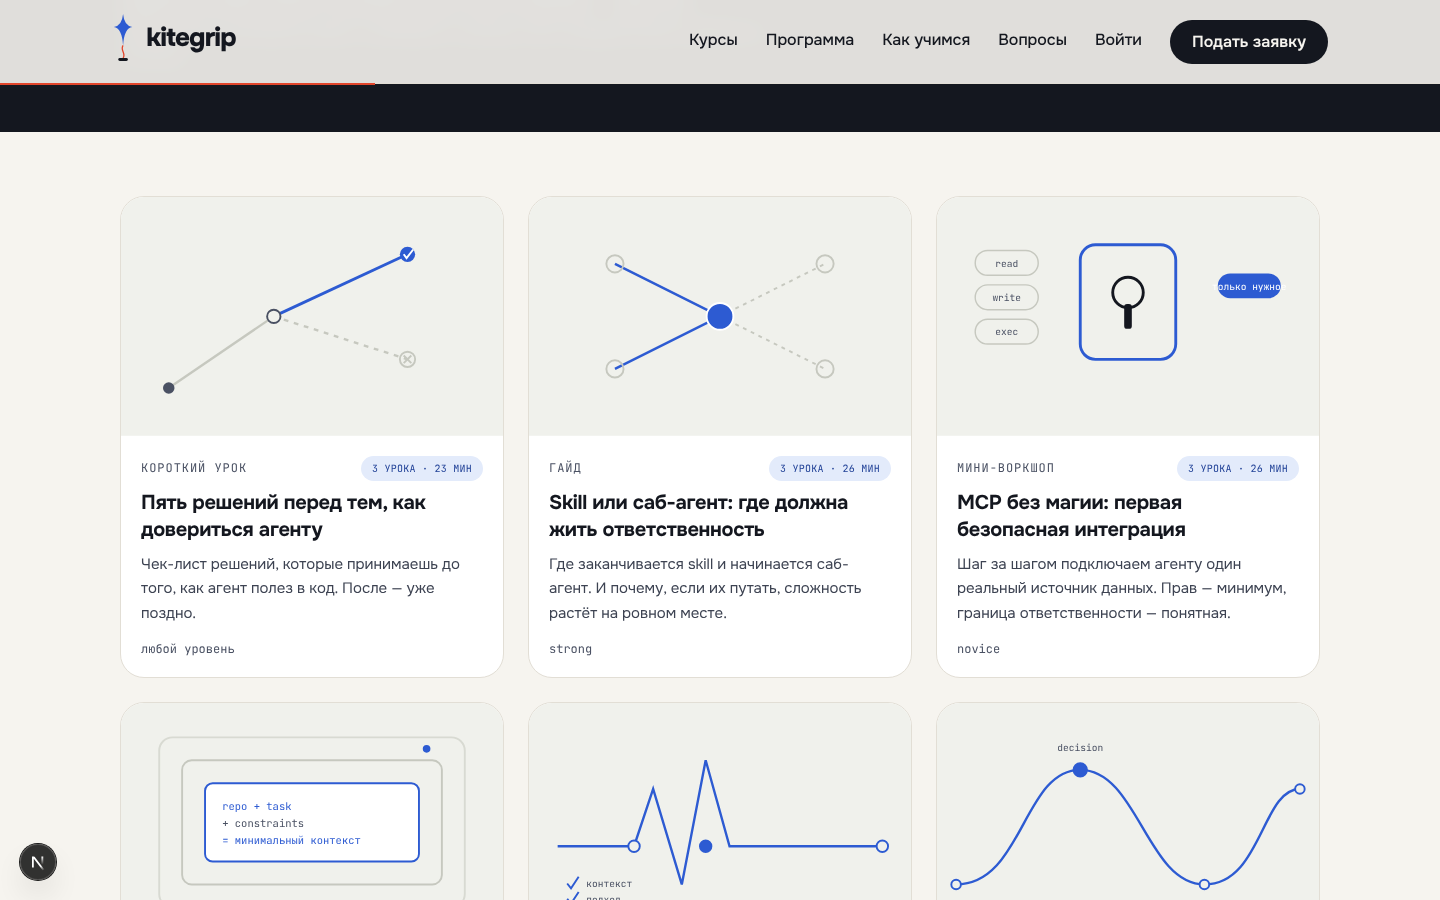 kitegrip
Курсы
Программа
Как учимся
Вопросы
Войти
Подать заявку
КОРОТКИЙ УРОК
3 УРОКА · 23 МИН
Пять решений перед тем, как
довериться агенту
Чек-лист решений, которые принимаешь до
того, как агент полез в код. После — уже
поздно.
любой уровень
ГАЙД
3 УРОКА · 26 МИН
Skill или саб-агент: где должна
жить ответственность
Где заканчивается skill и начинается саб-
агент. И почему, если их путать, сложность
растёт на ровном месте.
strong
read
write
exec
олько нужно
МИНИ-ВОРКШОП
3 УРОКА · 26 МИН
MCP без магии: первая
безопасная интеграция
Шаг за шагом подключаем агенту один
реальный источник данных. Прав — минимум,
граница ответственности — понятная.
novice
repo + task
+ constraints
= минимальный контекст
контекст
decision
N